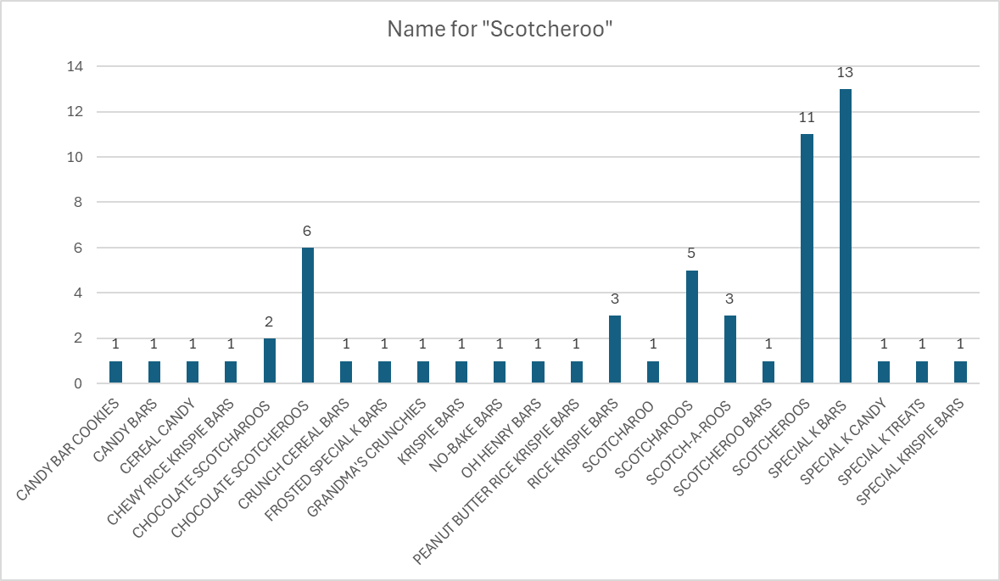 Name for "Scotcheroo"
14
12
10
8
6
4
2
0
1
1
1
1
2
6
1
1
1
1
1
1
1
3
1
5
3
1
11
13
1
1
1
CANDY BAR COOKIES
CANDY BARS
CEREAL CANDY
CHEWY RICE KRISPIE BARS
CHOCOLATE SCOTCHAROOS
CHOCOLATE SCOTCHEROOS
CRUNCH CEREAL BARS
FROSTED SPECIAL K BARS
GRANDMA'S CRUNCHIES
KRISPIE BARS
NO-BAKE BARS
OH HENRY BARS
PEANUT BUTTER RICE KRISPIE BARS
RICE KRISPIE BARS
SCOTCHAROO
SCOTCHAROOS
SCOTCH-A-ROOS
SCOTCHEROO BARS
SCOTCHEROOS
SPECIAL K BARS
SPECIAL K CANDY
SPECIAL K TREATS
SPECIAL KRISPIE BARS